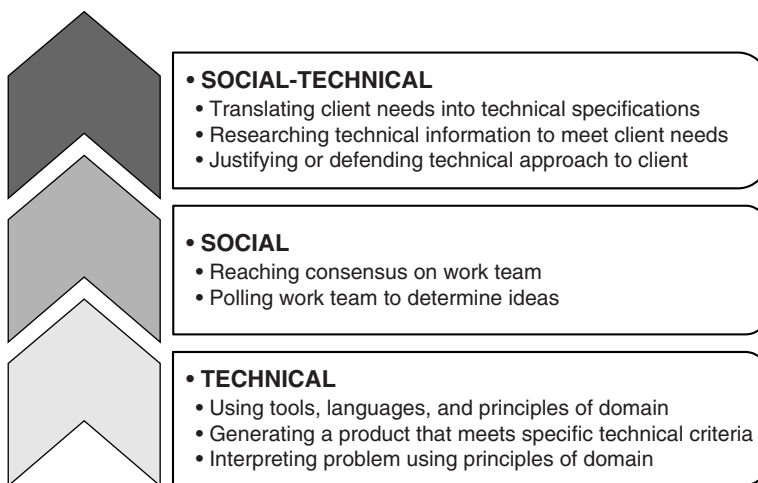 • SOCIAL-TECHNICAL
• Translating client needs into technical specifications
• Researching technical information to meet client needs
• Justifying or defending technical approach to client
• SOCIAL
• Reaching consensus on work team
• Polling work team to determine ideas
• TECHNICAL
• Using tools, languages, and principles of domain
• Generating a product that meets specific technical criteria
• Interpreting problem using principles of domain